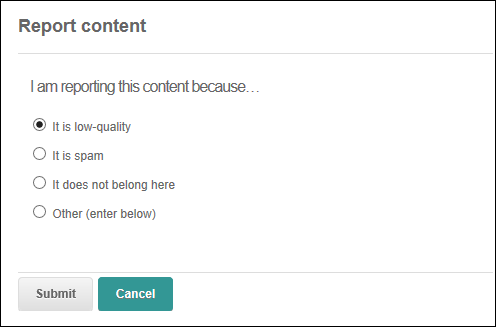 Report content
I am reporting this content because…
It is low-quality
It is spam
It does not belong here
Other (enter below)
Submit Cancel